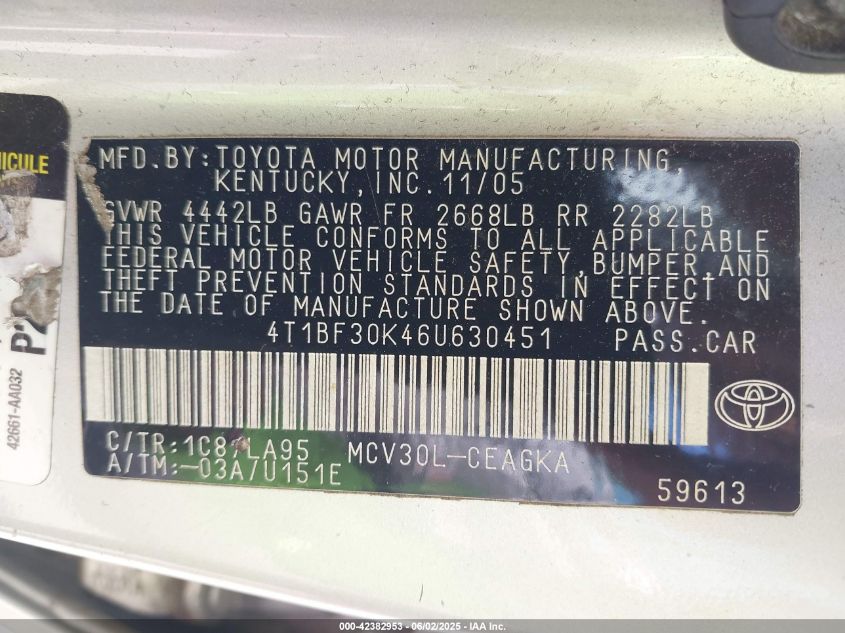 HICULE
P2
42661-AA032
MFD.BY:TOYOTA MOTOR MANUFACTURING,
KENTUCKY,INC.11/05
GVWR 4442LB GAWR FR 2668LB RR 2282LB
THIS VEHICLE CONFORMS TO ALL APPLICABLE
FEDERAL MOTOR VEHICLE SAFETY,BUMPER,AND
THEFT PREVENTION STANDARDS IN EFFECT ON
THE DATE OF MANUFACTURE SHOWN ABOVE.
4T1BF30K46U630451 PASS.CAR
C/TR:1C87LA95 MCV30L-CEAGKA
A/TM:-03A/U151E
59613
000-42382953 - 06/02/2025 - IAA Inc.